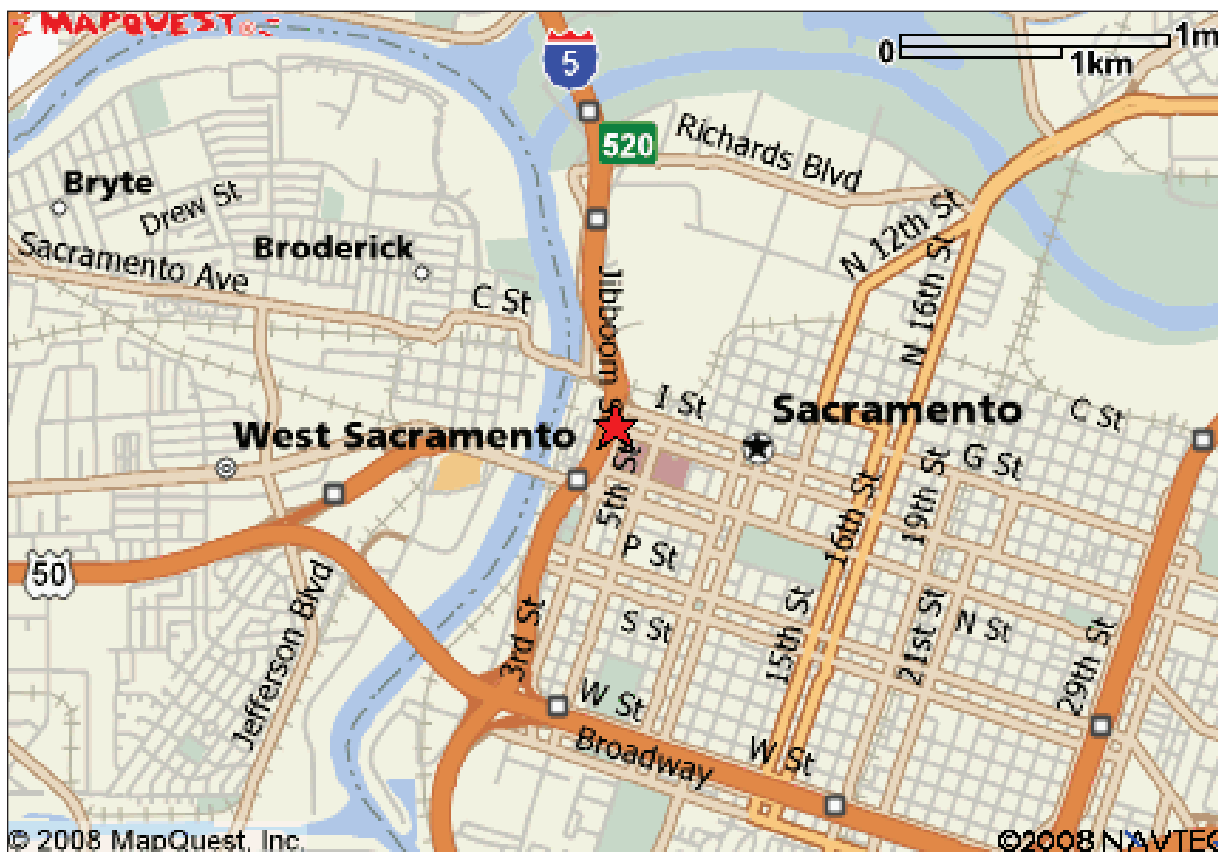 MAPQUEST
0
1m
1km
5
520
Richards Blvd
Bryte
Drew St
N 12th St
Broderick
Sacramento Ave
N 16th St
C St
Jibboom St
I St
Sacramento
C St
West Sacramento
G St
5th St
19th St
16th St
P St
50
Jefferson Blvd
3rd St
S St
15th St
21st St
N St
29th St
W St
Broadway
W St
© 2008 MapQuest, Inc.
©2008 NAVTEQ